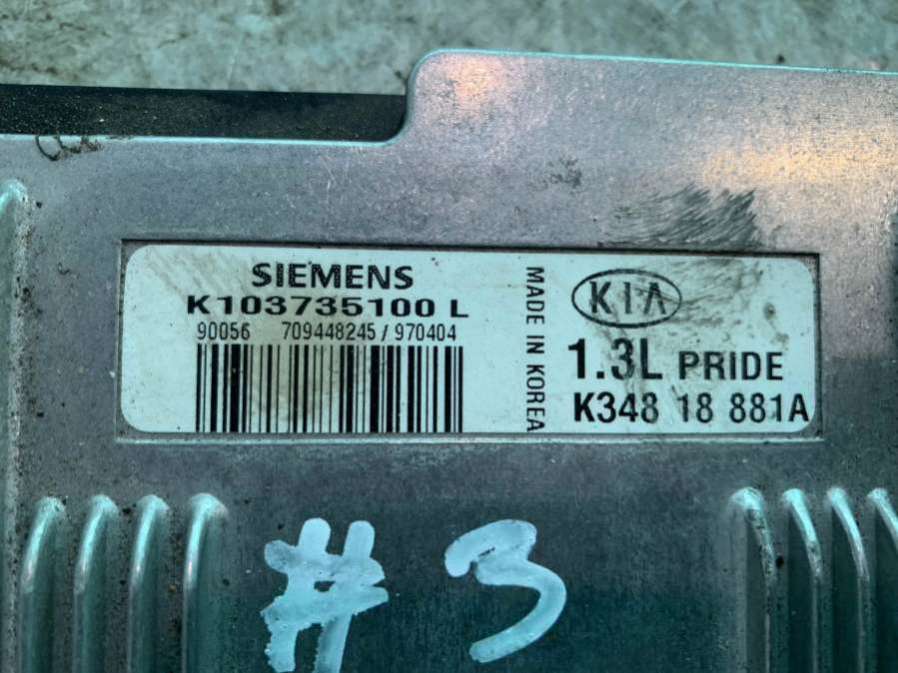 SIEMENS
K103735100 L
90056 709448245/970404
MADE IN KOREA
KIA
1.3L PRIDE
K348 18 881A
#3